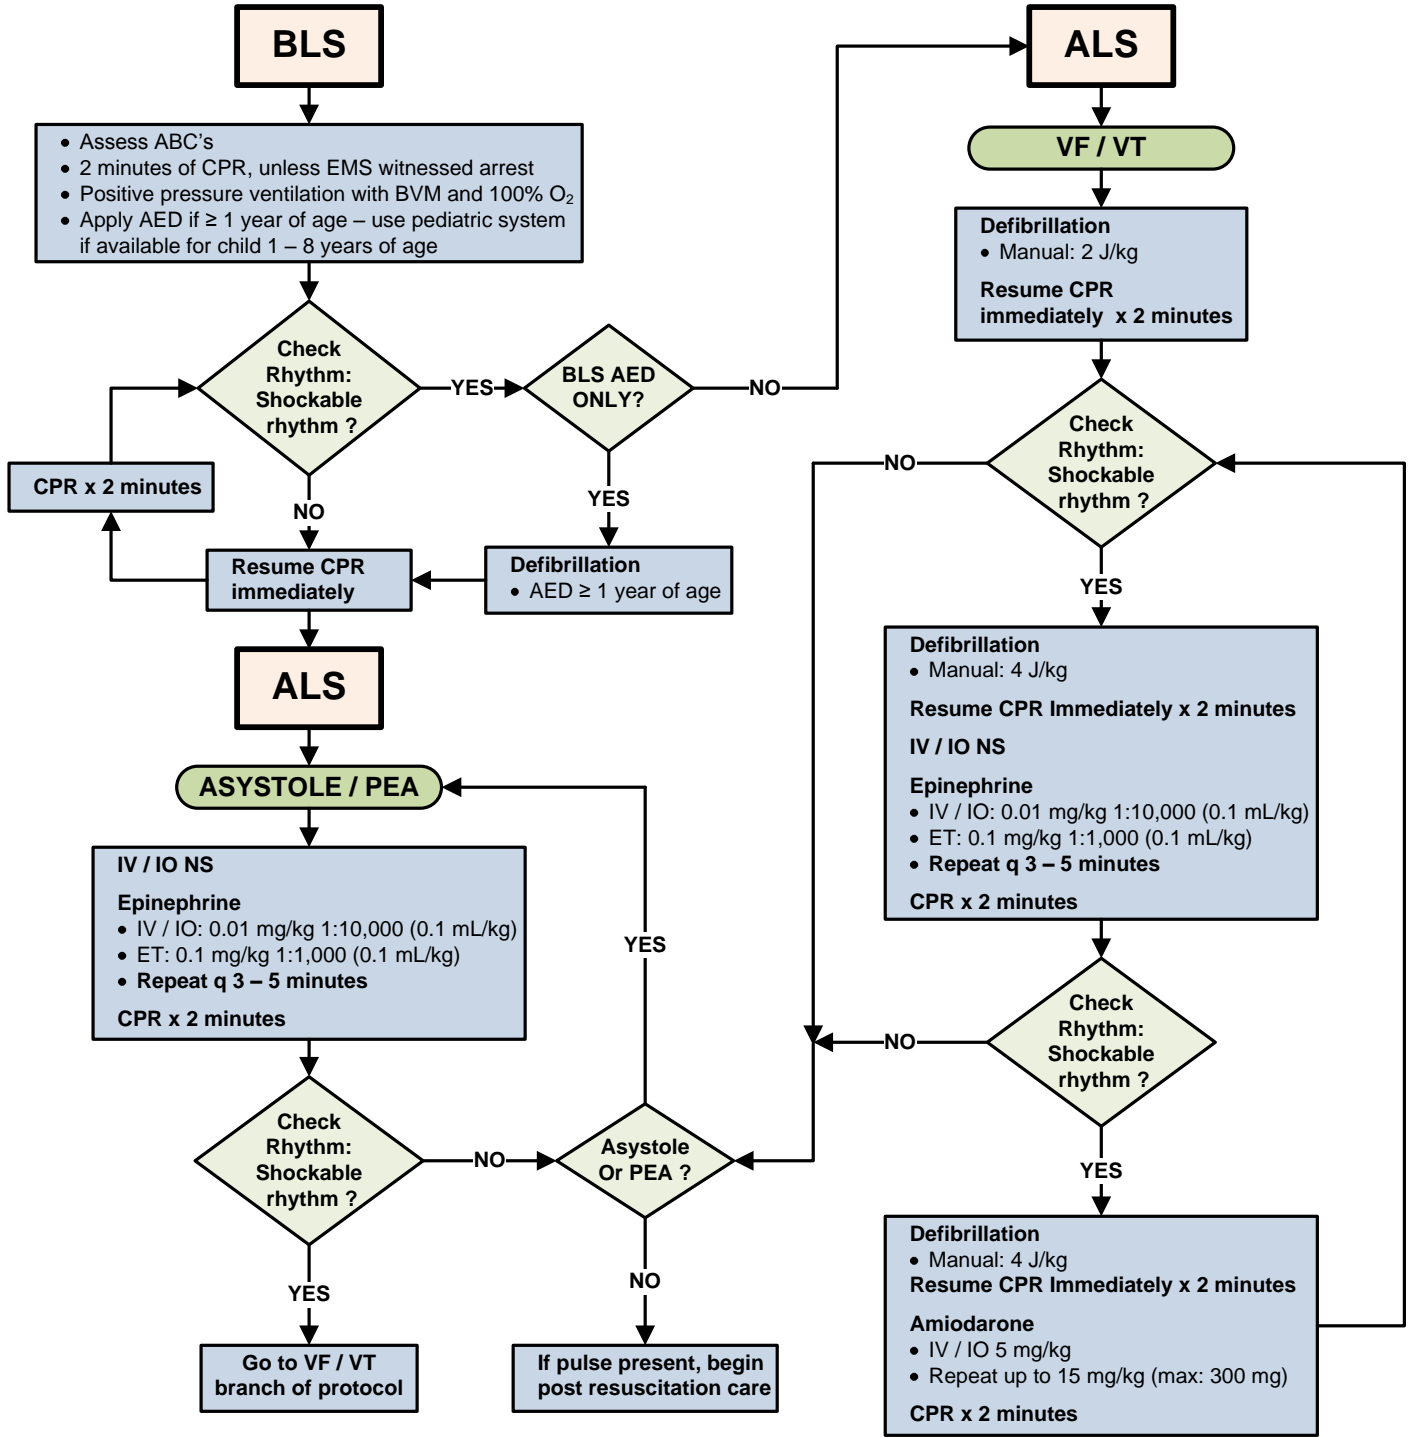 BLS
• Assess ABC's
• 2 minutes of CPR, unless EMS witnessed arrest
• Positive pressure ventilation with BVM and 100% O₂
• Apply AED if ≥ 1 year of age – use pediatric system
if available for child 1 – 8 years of age
Check
Rhythm:
Shockable
rhythm ?
YES
BLS AED
ONLY?
NO
CPR x 2 minutes
NO
YES
Resume CPR
immediately
Defibrillation
• AED ≥ 1 year of age
ALS
ASYSTOLE / PEA
IV / IO NS
Epinephrine
• IV / IO: 0.01 mg/kg 1:10,000 (0.1 mL/kg)
• ET: 0.1 mg/kg 1:1,000 (0.1 mL/kg)
• Repeat q 3 – 5 minutes
CPR x 2 minutes
YES
Check
Rhythm:
Shockable
rhythm ?
NO
Asystole
Or PEA ?
YES
NO
Go to VF / VT
branch of protocol
If pulse present, begin
post resuscitation care
ALS
VF / VT
Defibrillation
• Manual: 2 J/kg
Resume CPR
immediately x 2 minutes
Check
Rhythm:
Shockable
rhythm ?
NO
YES
Defibrillation
• Manual: 4 J/kg
Resume CPR Immediately x 2 minutes
IV / IO NS
Epinephrine
• IV / IO: 0.01 mg/kg 1:10,000 (0.1 mL/kg)
• ET: 0.1 mg/kg 1:1,000 (0.1 mL/kg)
• Repeat q 3 – 5 minutes
CPR x 2 minutes
Check
Rhythm:
Shockable
rhythm ?
NO
YES
Defibrillation
• Manual: 4 J/kg
Resume CPR Immediately x 2 minutes
Amiodarone
• IV / IO 5 mg/kg
• Repeat up to 15 mg/kg (max: 300 mg)
CPR x 2 minutes